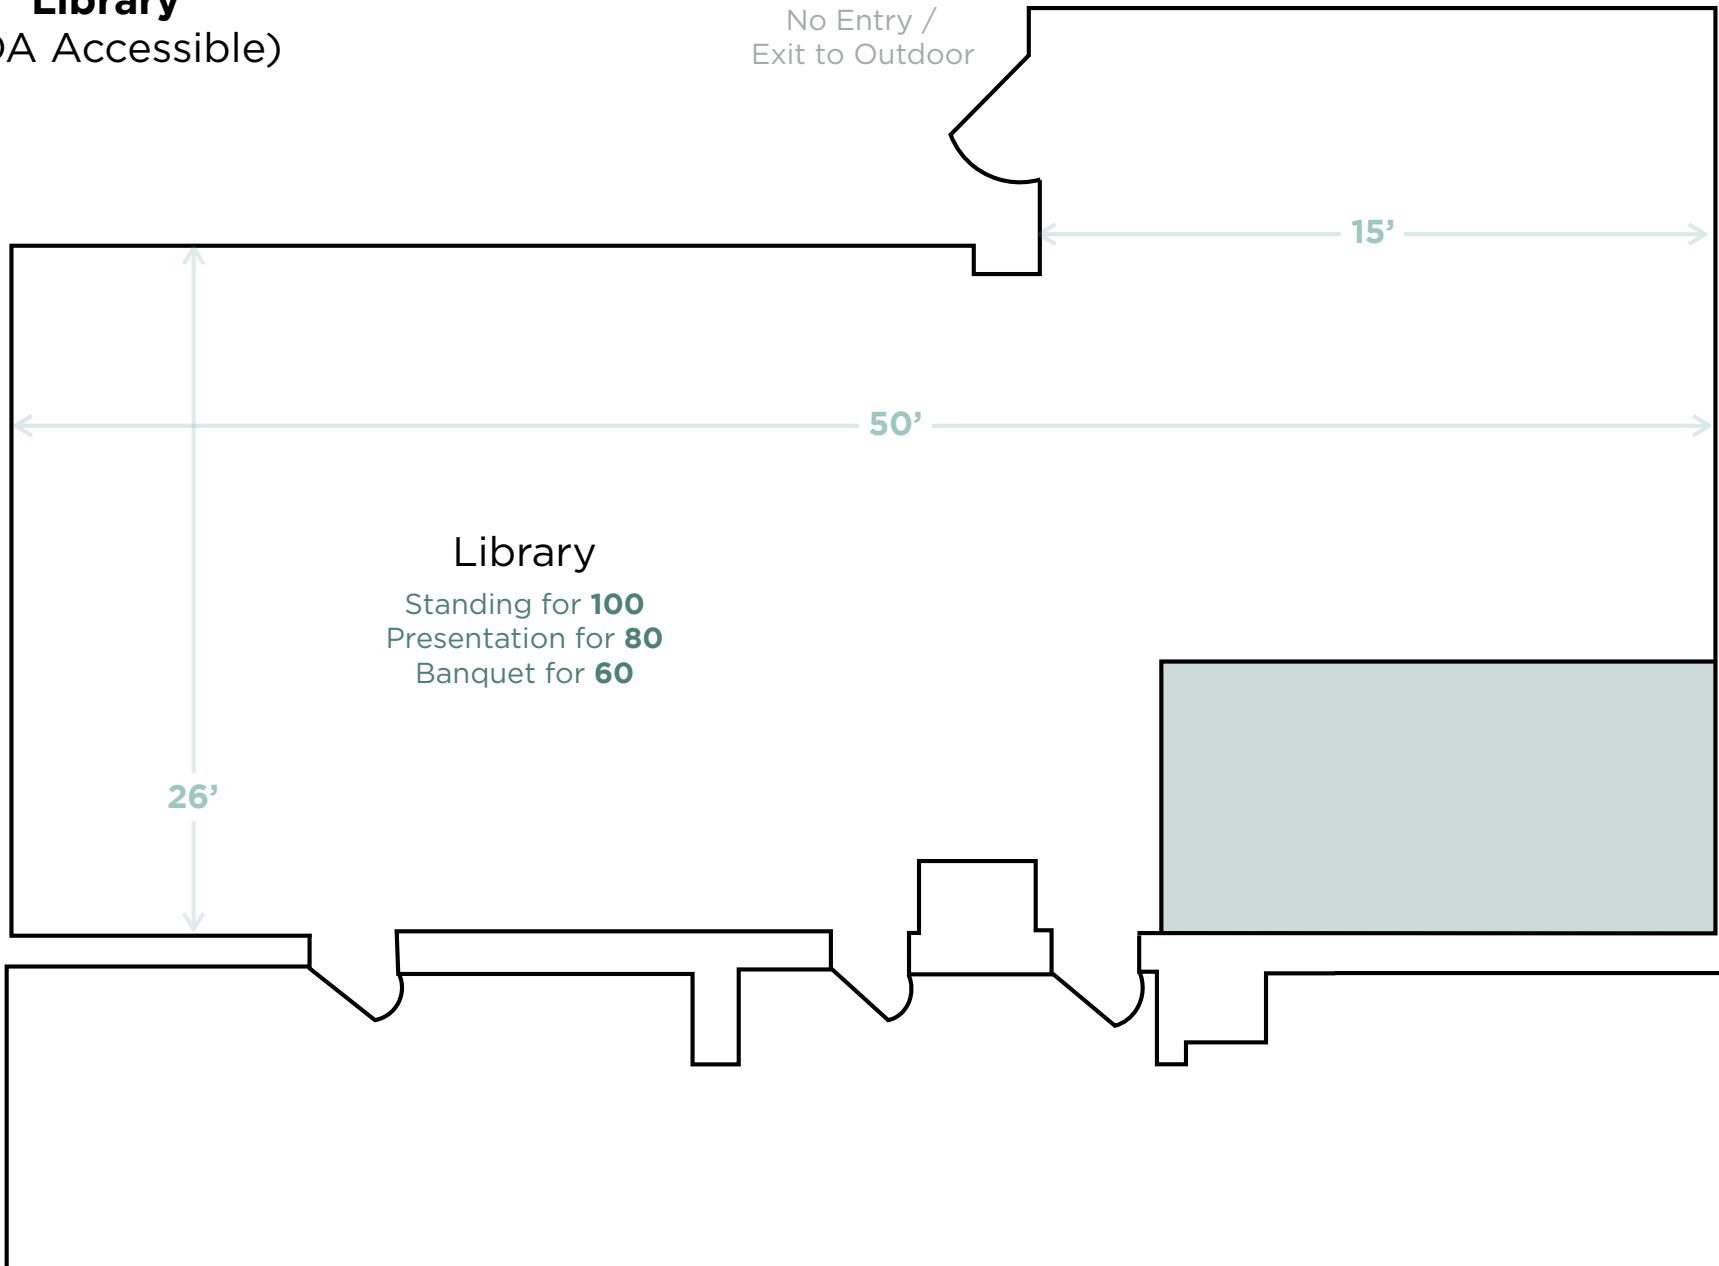 Library
A Accessible)
No Entry /
Exit to Outdoor
15’
50’
Library
Standing for 100
Presentation for 80
Banquet for 60
26’